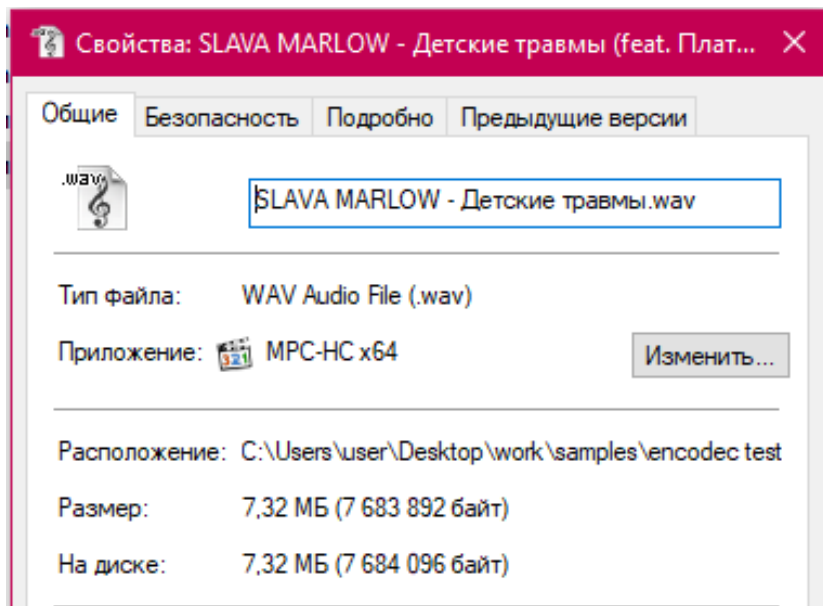 Свойства: SLAVA MARLOW - Детские травмы (feat. Плат...
Общие Безопасность Подробно Предыдущие версии
.wav
SLAVA MARLOW - Детские травмы.wav
Тип файла: WAV Audio File (.wav)
Приложение: 321 MPC-HC x64 Изменить...
Расположение: C:\Users\user\Desktop\work\samples\encodec test
Размер: 7,32 МБ (7 683 892 байт)
На диске: 7,32 МБ (7 684 096 байт)